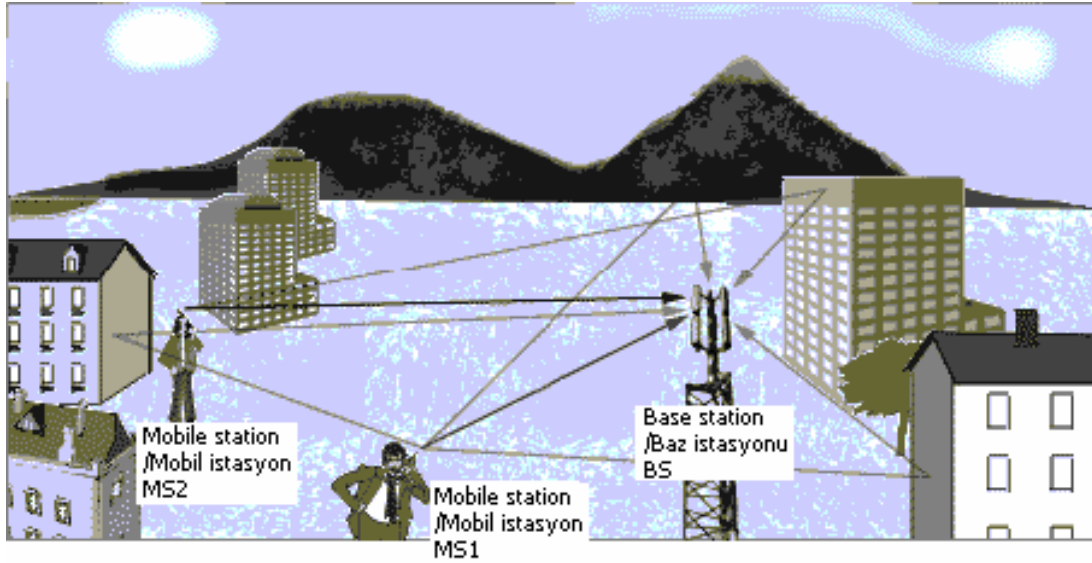 Mobile station
/Mobil istasyon
MS2
Mobile station
/Mobil istasyon
MS1
Base station
/Baz istasyonu
BS